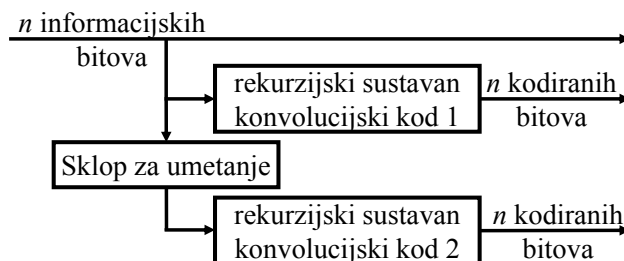 n informacijskih
bitova
rekurzijski sustavan
konvolucijski kod 1
n kodiranih
bitova
Sklop za umetanje
rekurzijski sustavan
konvolucijski kod 2
n kodiranih
bitova